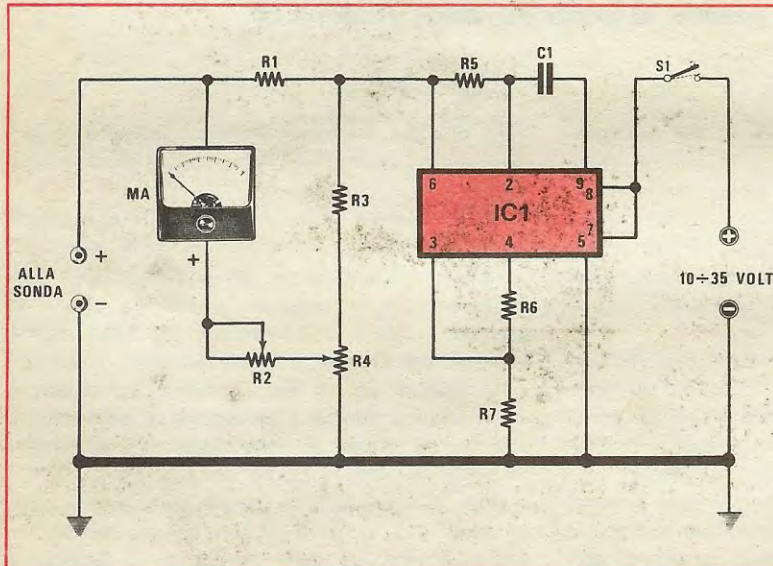 R1
R5
C1
S1
MA
R3
6
2
9
8
IC1
7
3
4
5
+
+
ALLA
SONDA
−
10÷35 VOLT
+
−
R6
R2
R4
R7